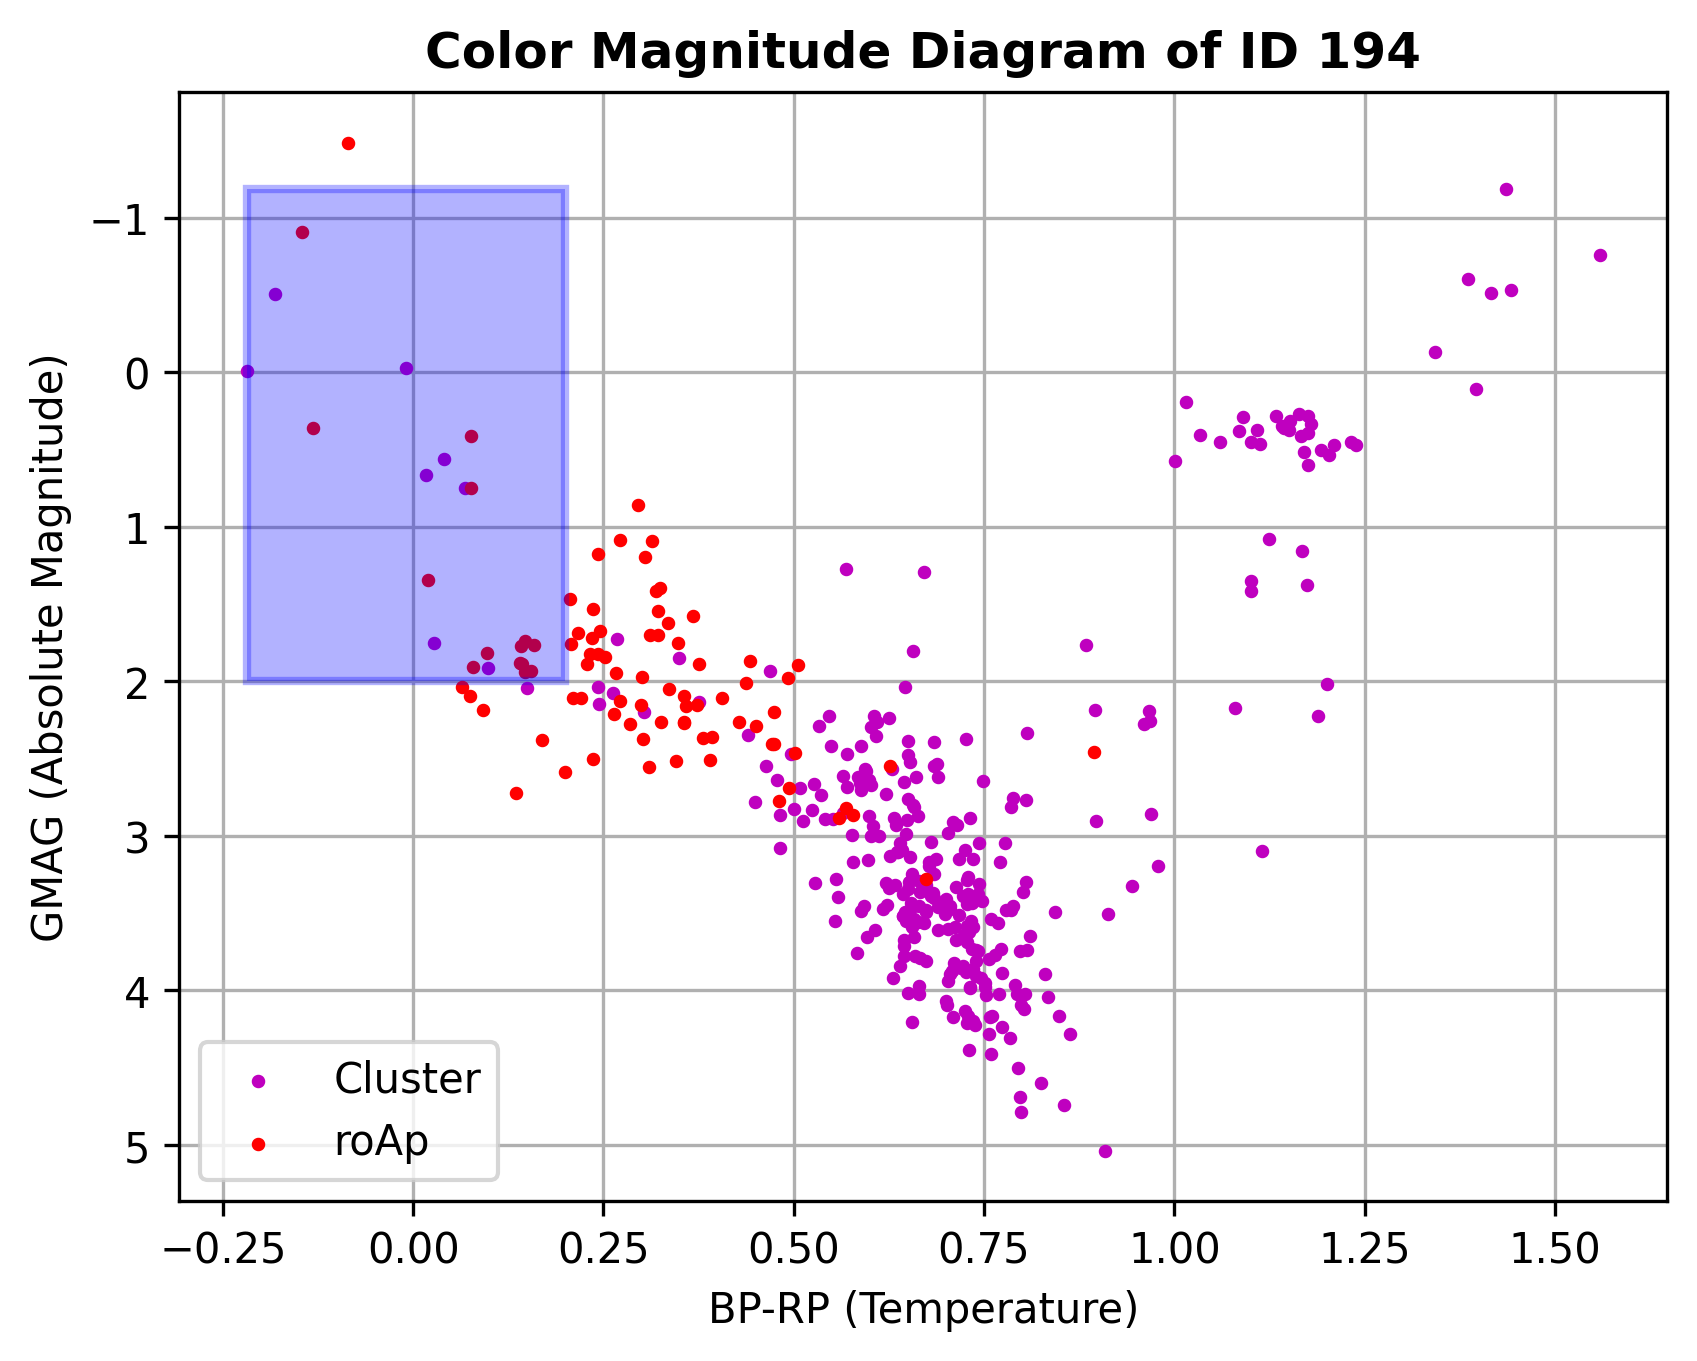 Color Magnitude Diagram of ID 194
GMAG (Absolute Magnitude)
−1
0
1
2
3
4
5
Cluster
roAp
−0.25 0.00 0.25 0.50 0.75 1.00 1.25 1.50
BP-RP (Temperature)